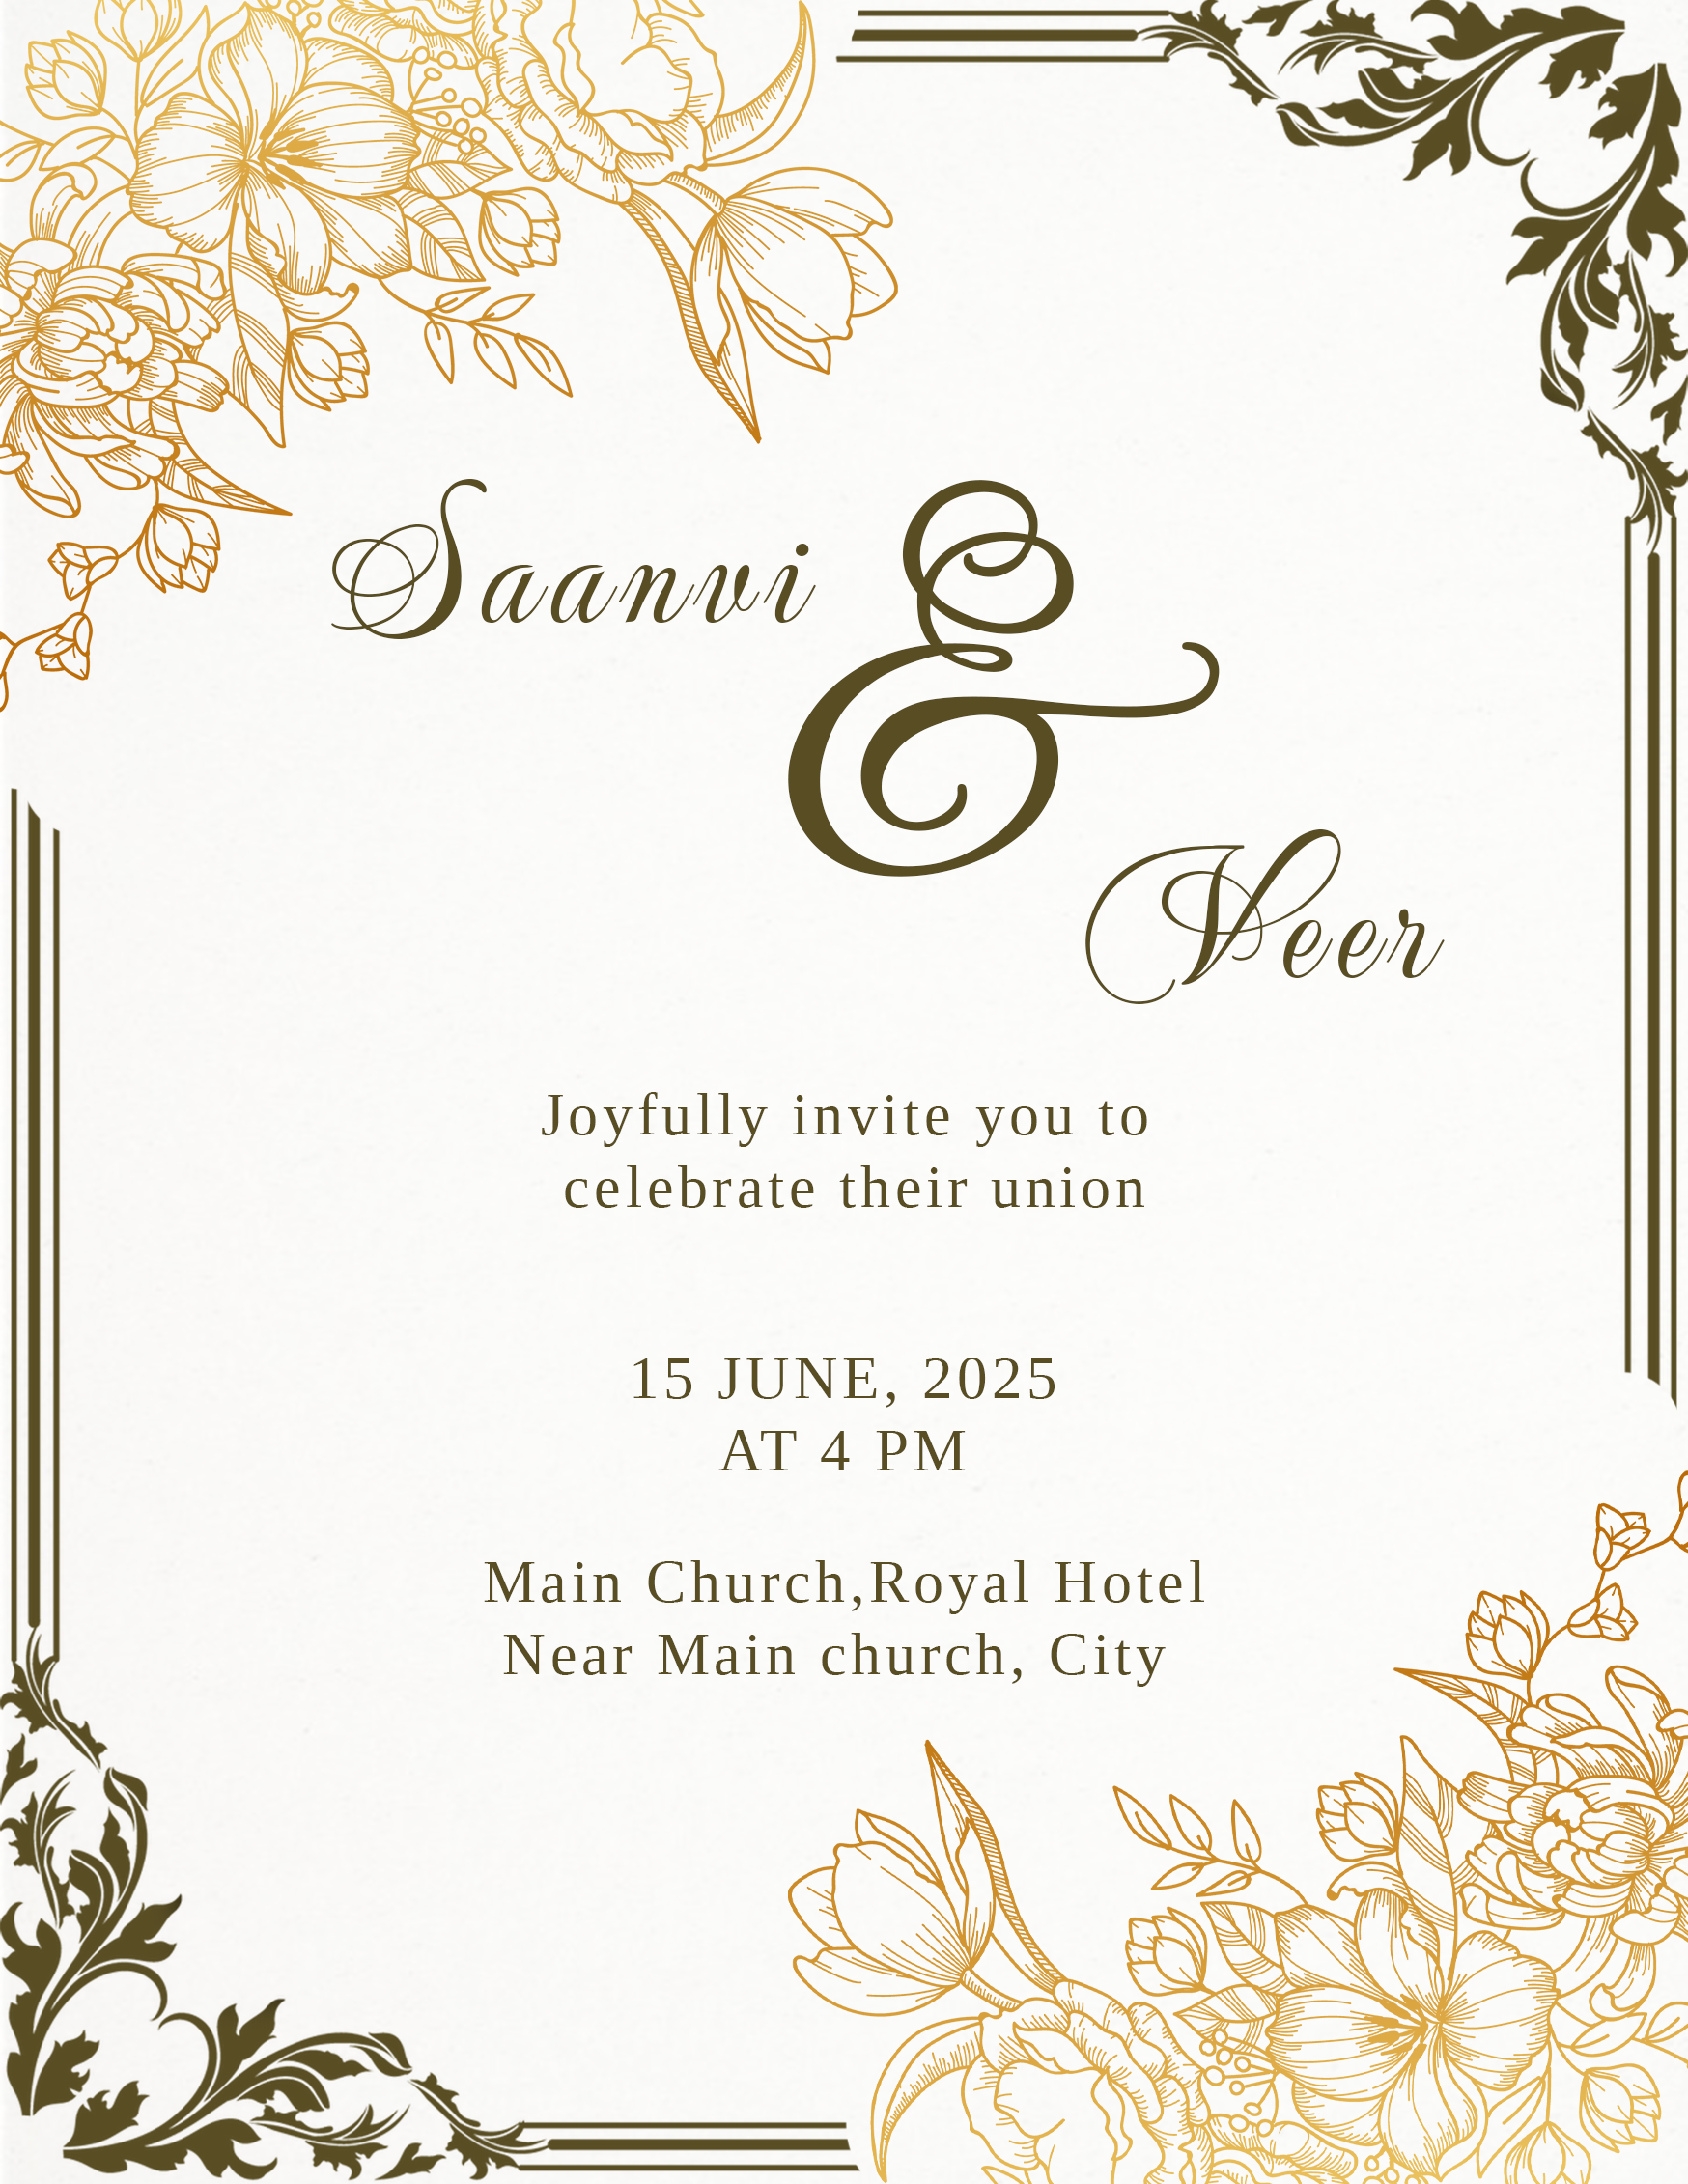 Saanvi
&
Veer
Joyfully invite you to
celebrate their union
15 JUNE, 2025
AT 4 PM
Main Church,Royal Hotel
Near Main church, City